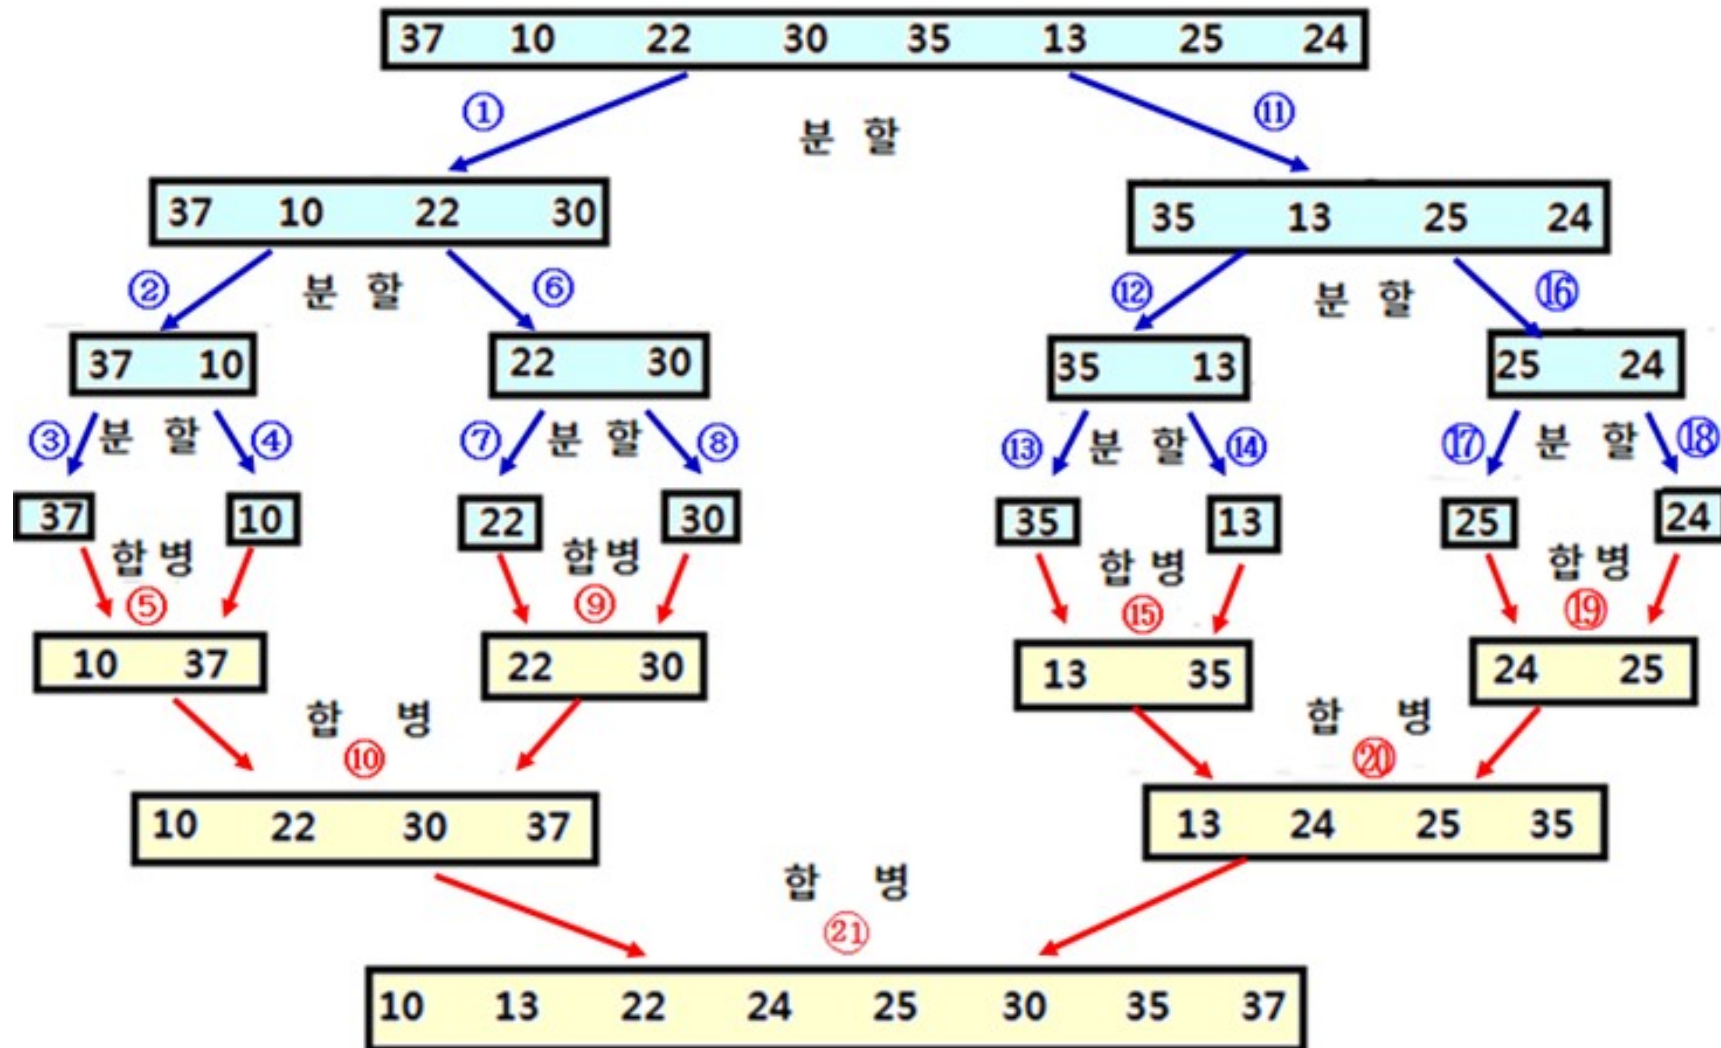 37 10 22 30 35 13 25 24
① 분 할 ⑪
37 10 22 30 35 13 25 24
② 분 할 ⑥ ⑫ 분 할 ⑯
37 10 22 30 35 13 25 24
③ 분 할 ④ ⑦ 분 할 ⑧ ⑬ 분 할 ⑭ ⑰ 분 할 ⑱
37 10 22 30 35 13 25 24
합 병 합 병 합 병 합 병
⑤ ⑨ ⑮ ⑲
10 37 22 30 13 35 24 25
합 병 합 병
⑩ ⑳
10 22 30 37 13 24 25 35
합 병
㉑
10 13 22 24 25 30 35 37